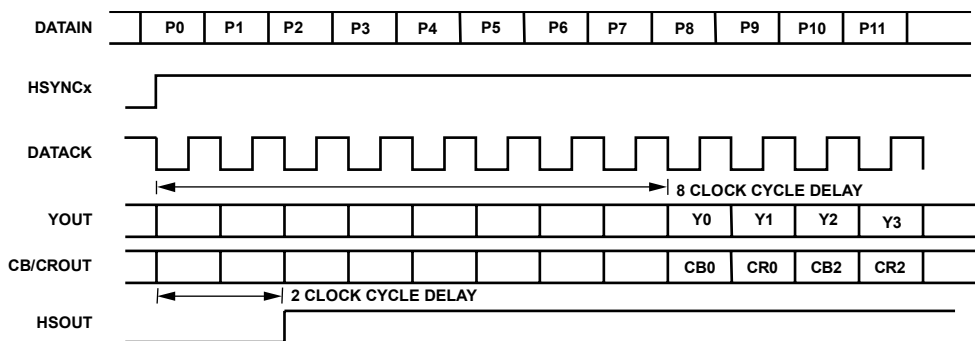 DATAIN P0 P1 P2 P3 P4 P5 P6 P7 P8 P9 P10 P11
HSYNCx
DATACK
8 CLOCK CYCLE DELAY
YOUT Y0 Y1 Y2 Y3
CB/CROUT CB0 CR0 CB2 CR2
2 CLOCK CYCLE DELAY
HSOUT